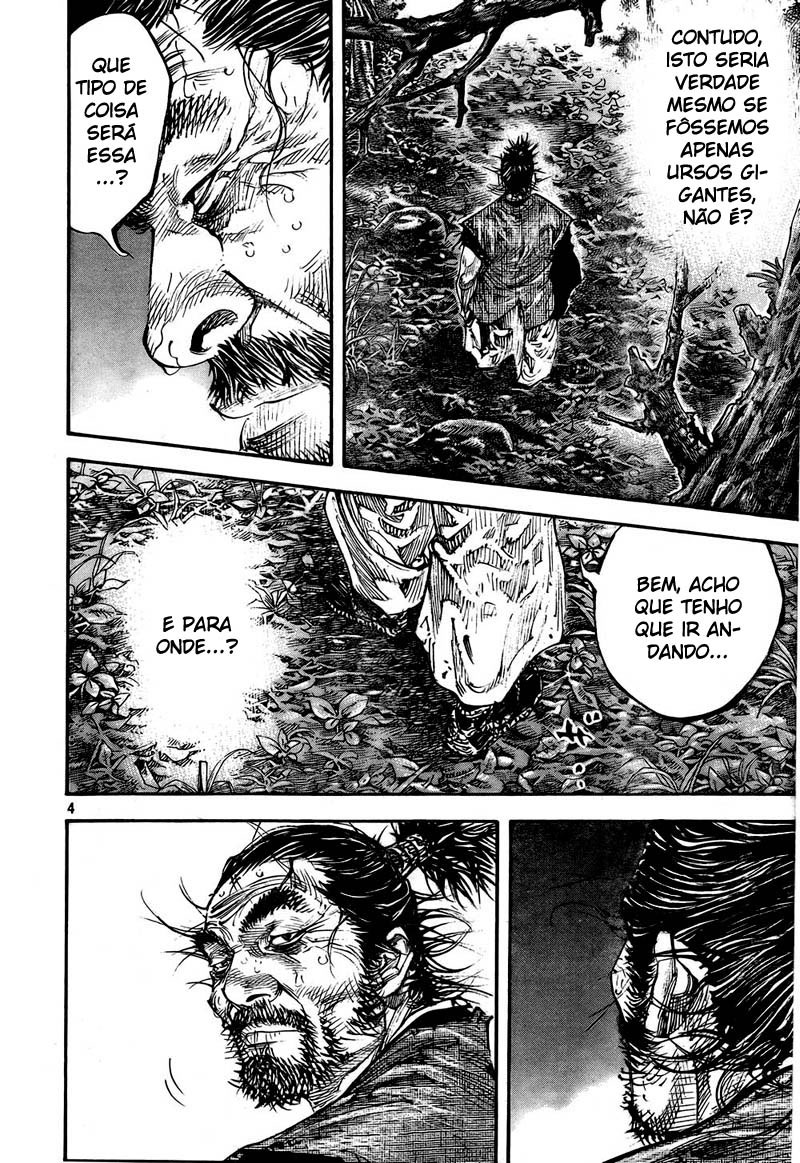 CONTUDO,
ISTO SERIA
VERDADE
MESMO SE
FÔSSEMOS
APENAS
URSOS GI-
GANTES,
NÃO É?
QUE
TIPO DE
COISA
SERÁ
ESSA
...?
BEM, ACHO
QUE TENHO
QUE IR AN-
DANDO...
E PARA
ONDE...?
4